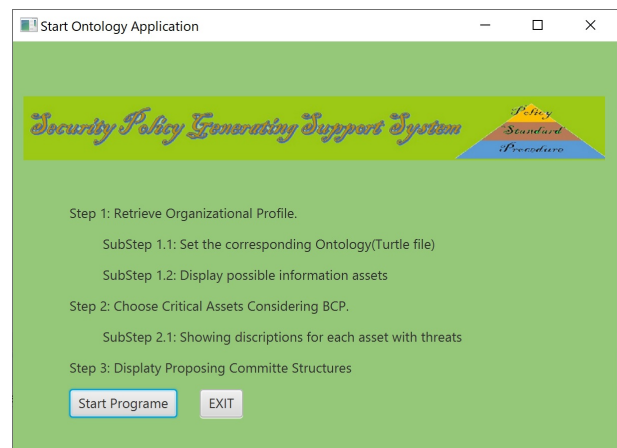 Start Ontology Application
Security Policy Generating Support System
Policy
Standard
Procedure
Step 1: Retrieve Organizational Profile.
SubStep 1.1: Set the corresponding Ontology(Turtle file)
SubStep 1.2: Display possible information assets
Step 2: Choose Critical Assets Considering BCP.
SubStep 2.1: Showing discriptions for each asset with threats
Step 3: Displaty Proposing Committe Structures
Start Programe EXIT